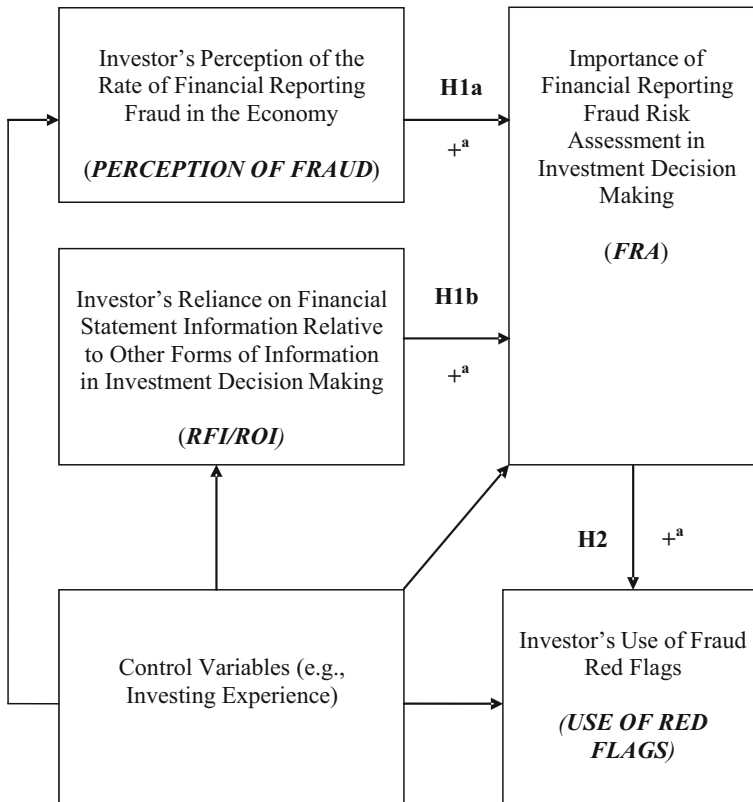 Investor’s Perception of the
Rate of Financial Reporting
Fraud in the Economy
(PERCEPTION OF FRAUD)
H1a
+a
Importance of
Financial Reporting
Fraud Risk
Assessment in
Investment Decision
Making
(FRA)
Investor’s Reliance on Financial
Statement Information Relative
to Other Forms of Information
in Investment Decision Making
(RFI/ROI)
H1b
+a
H2
+a
Control Variables (e.g.,
Investing Experience)
Investor’s Use of Fraud
Red Flags
(USE OF RED
FLAGS)